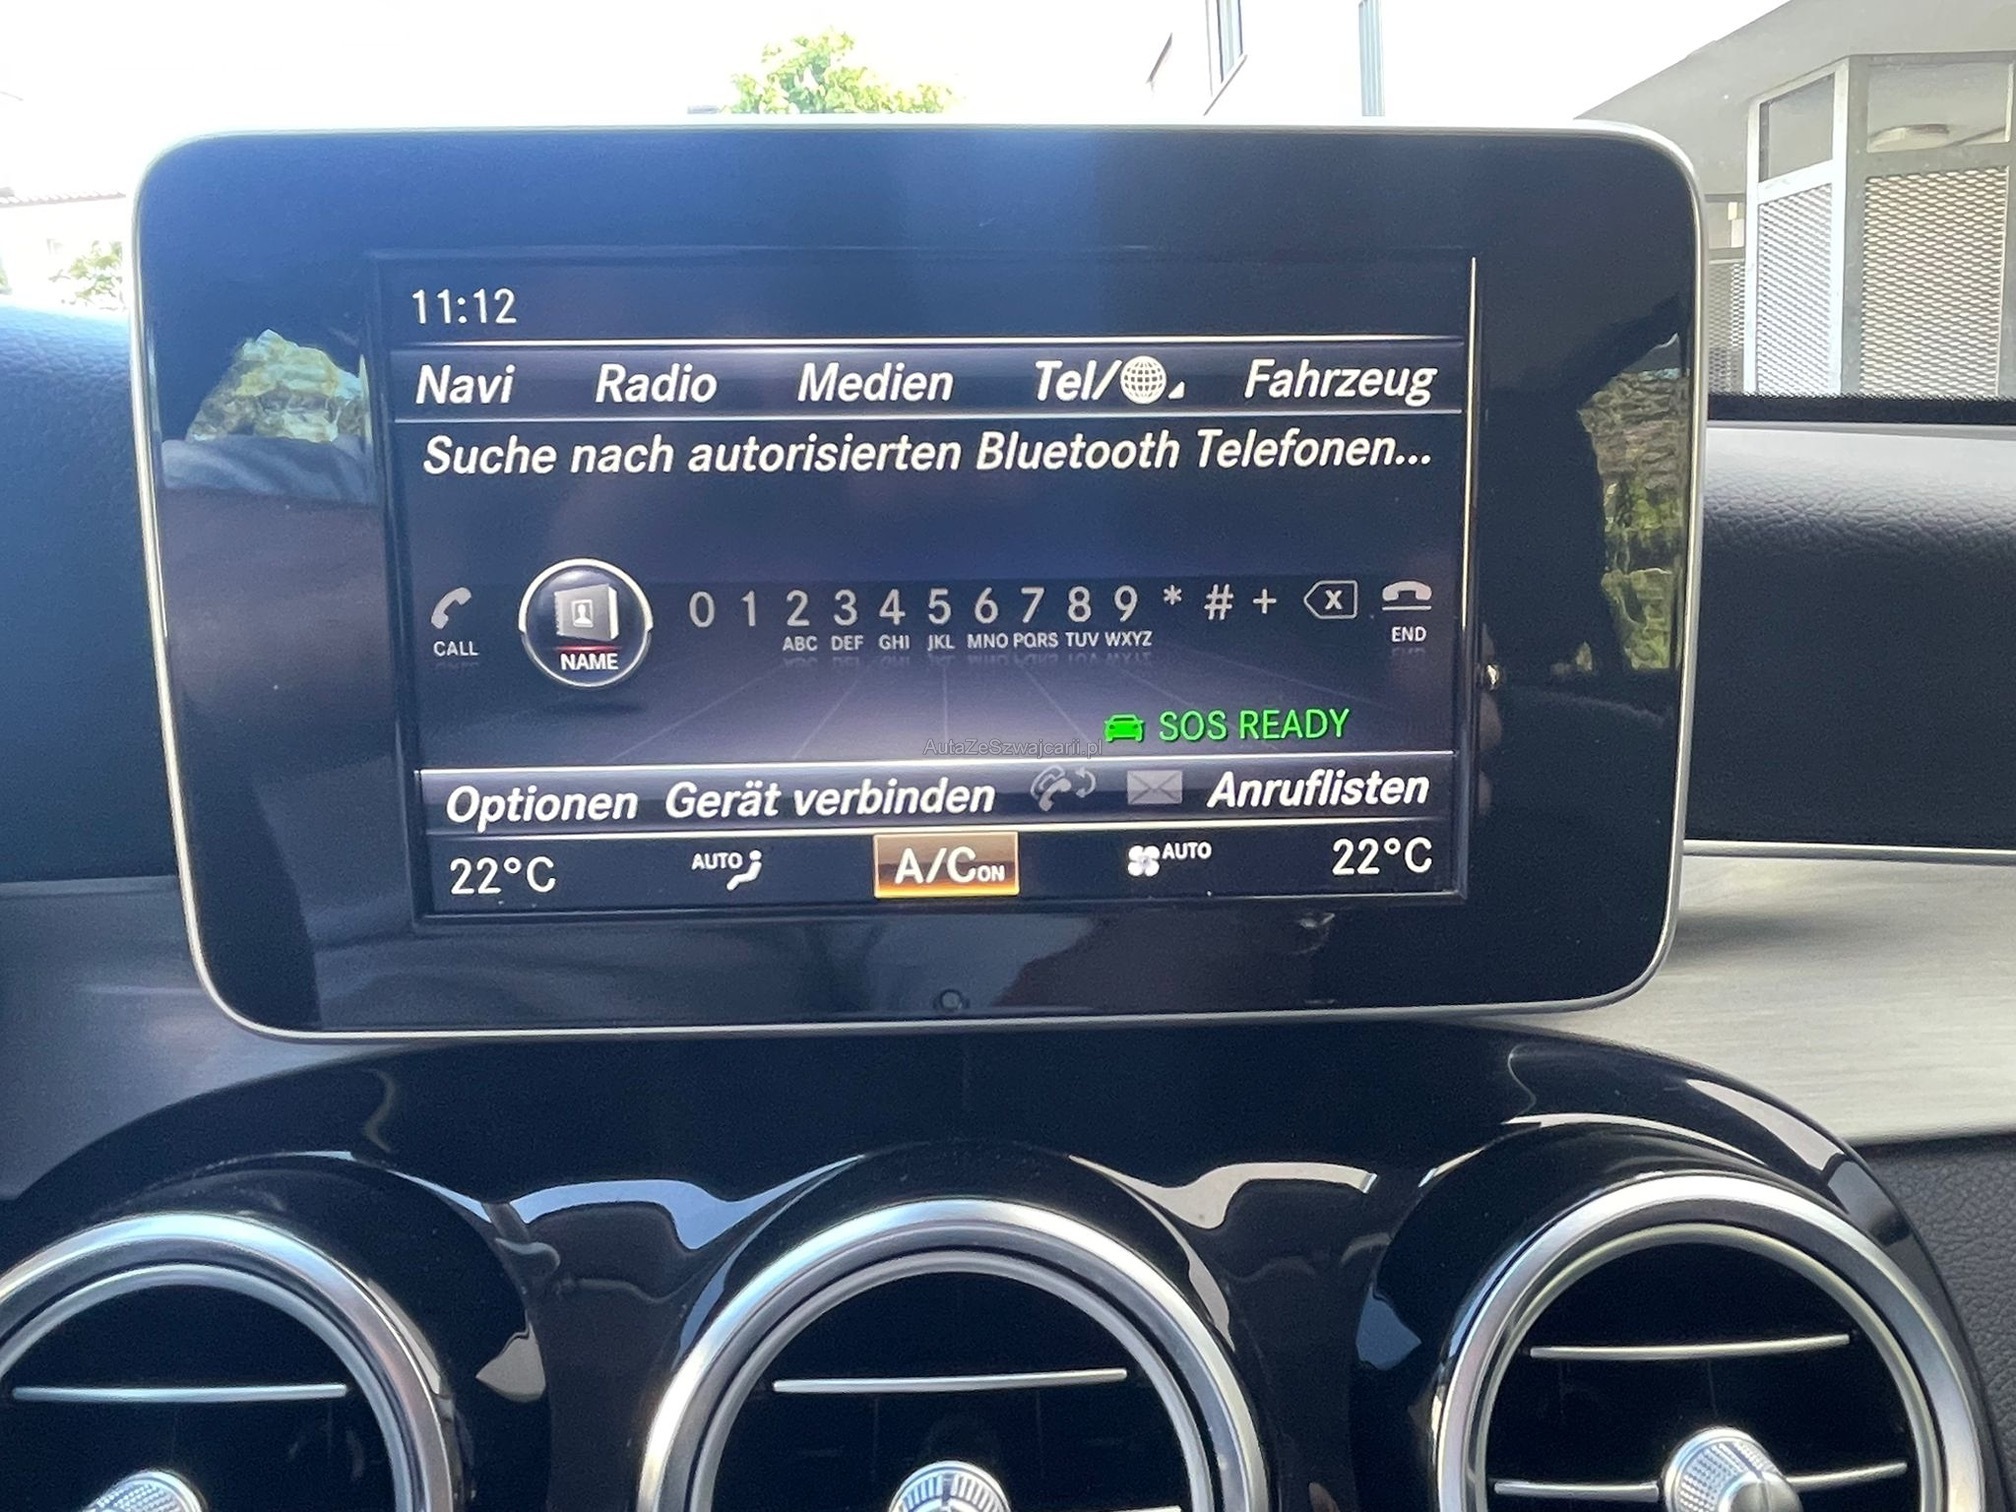 11:12
Navi Radio Medien Tel/ Fahrzeug
Suche nach autorisierten Bluetooth Telefonen...
0 1 2 3 4 5 6 7 8 9 * # + x
CALL NAME ABC DEF GHI JKL MNO PQRS TUV WXYZ END
SOS READY
AutaZeSzwajcarii.pl
Optionen Gerät verbinden Anruflisten
22°C AUTO A/C ON AUTO 22°C